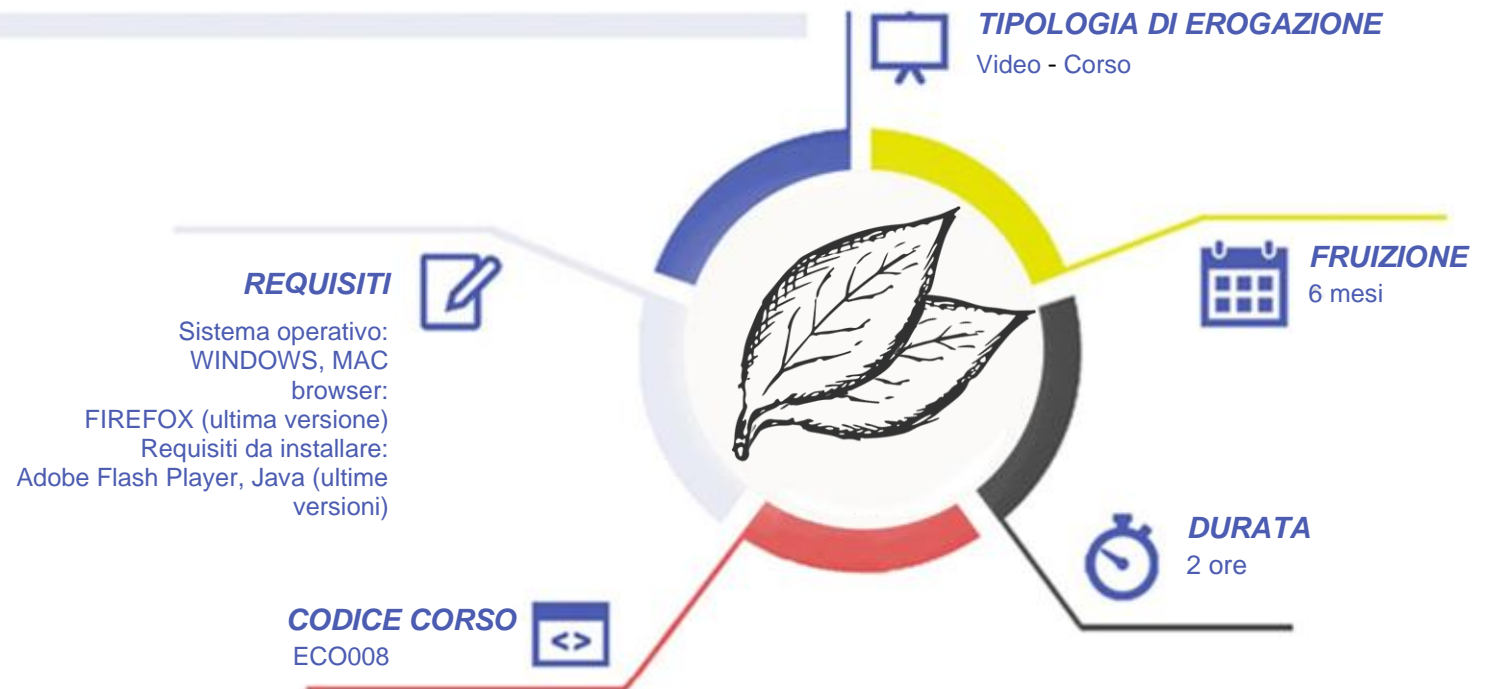 TIPOLOGIA DI EROGAZIONE
Video - Corso
FRUIZIONE
6 mesi
REQUISITI
Sistema operativo:
WINDOWS, MAC
browser:
FIREFOX (ultima versione)
Requisiti da installare:
Adobe Flash Player, Java (ultime
versioni)
DURATA
2 ore
CODICE CORSO
<>
ECO008